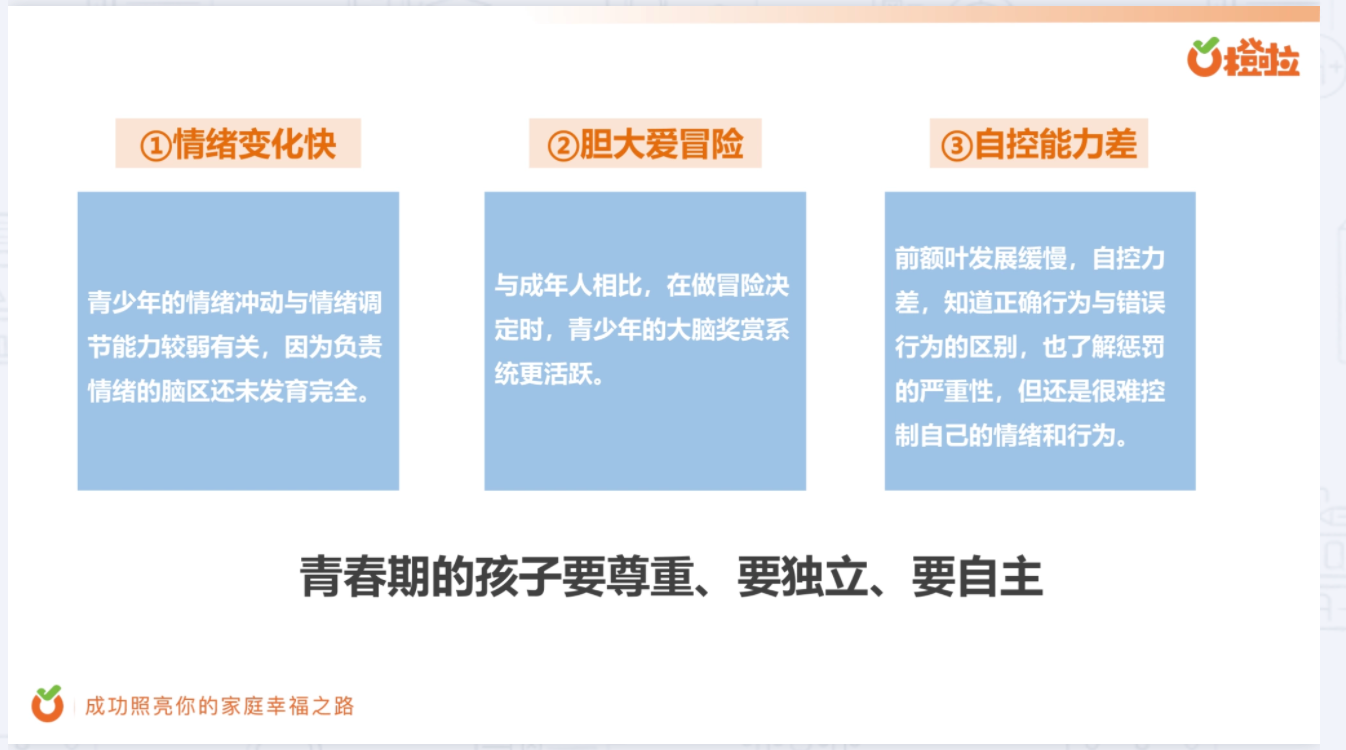 橙啦
①情绪变化快
青少年的情绪冲动与情绪调
节能力较弱有关，因为负责
情绪的脑区还未发育完全。
②胆大爱冒险
与成年人相比，在做冒险决
定时，青少年的大脑奖赏系
统更活跃。
③自控能力差
前额叶发展缓慢，自控力
差，知道正确行为与错误
行为的区别，也了解惩罚
的严重性，但还是很难控
制自己的情绪和行为。
青春期的孩子要尊重、要独立、要自主
成功照亮你的家庭幸福之路